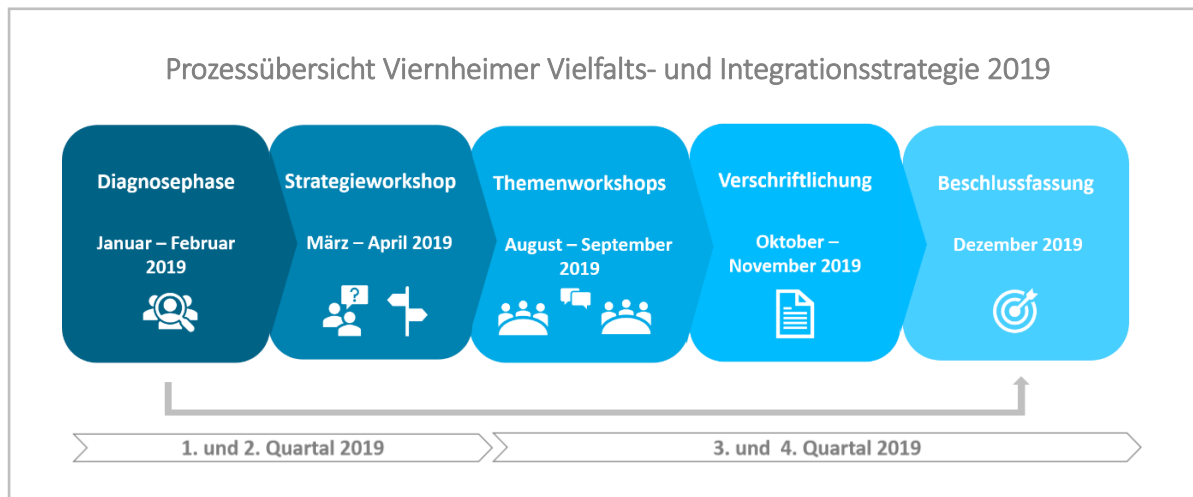 Prozessübersicht Viernheimer Vielfalts- und Integrationsstrategie 2019
Diagnosephase
Januar – Februar
2019
Strategieworkshop
März – April 2019
?
Themenworkshops
August – September
2019
Verschriftlichung
Oktober –
November 2019
Beschlussfassung
Dezember 2019
1. und 2. Quartal 2019
3. und 4. Quartal 2019